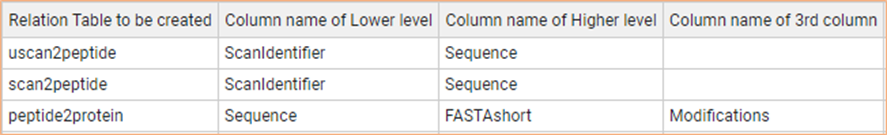 Relation Table to be created Column name of Lower level Column name of Higher level Column name of 3rd column
uscan2peptide ScanIdentifier Sequence
scan2peptide ScanIdentifier Sequence
peptide2protein Sequence FASTAshort Modifications